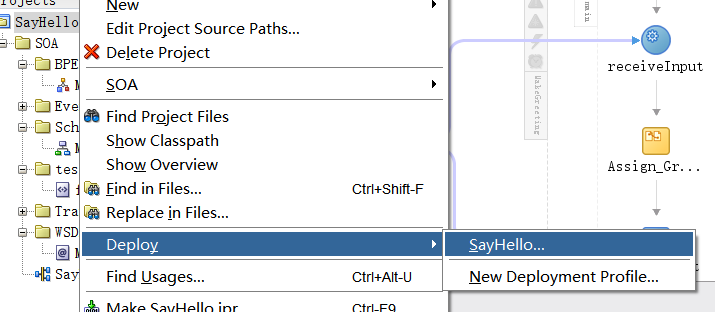 rojects
New
SayHello
Edit Project Source Paths...
SOA
Delete Project
BPE
SOA
Eve
Find Project Files
Sch
Show Classpath
Show Overview
tes
Find in Files... Ctrl+Shift-F
Tra
Replace in Files...
WSD
Deploy
SayHello...
New Deployment Profile...
Say
Find Usages... Ctrl+Alt-U
Make SayHello.jpr Ctrl-F9
main
MakeGreeting
receiveInput
Assign_Gr...